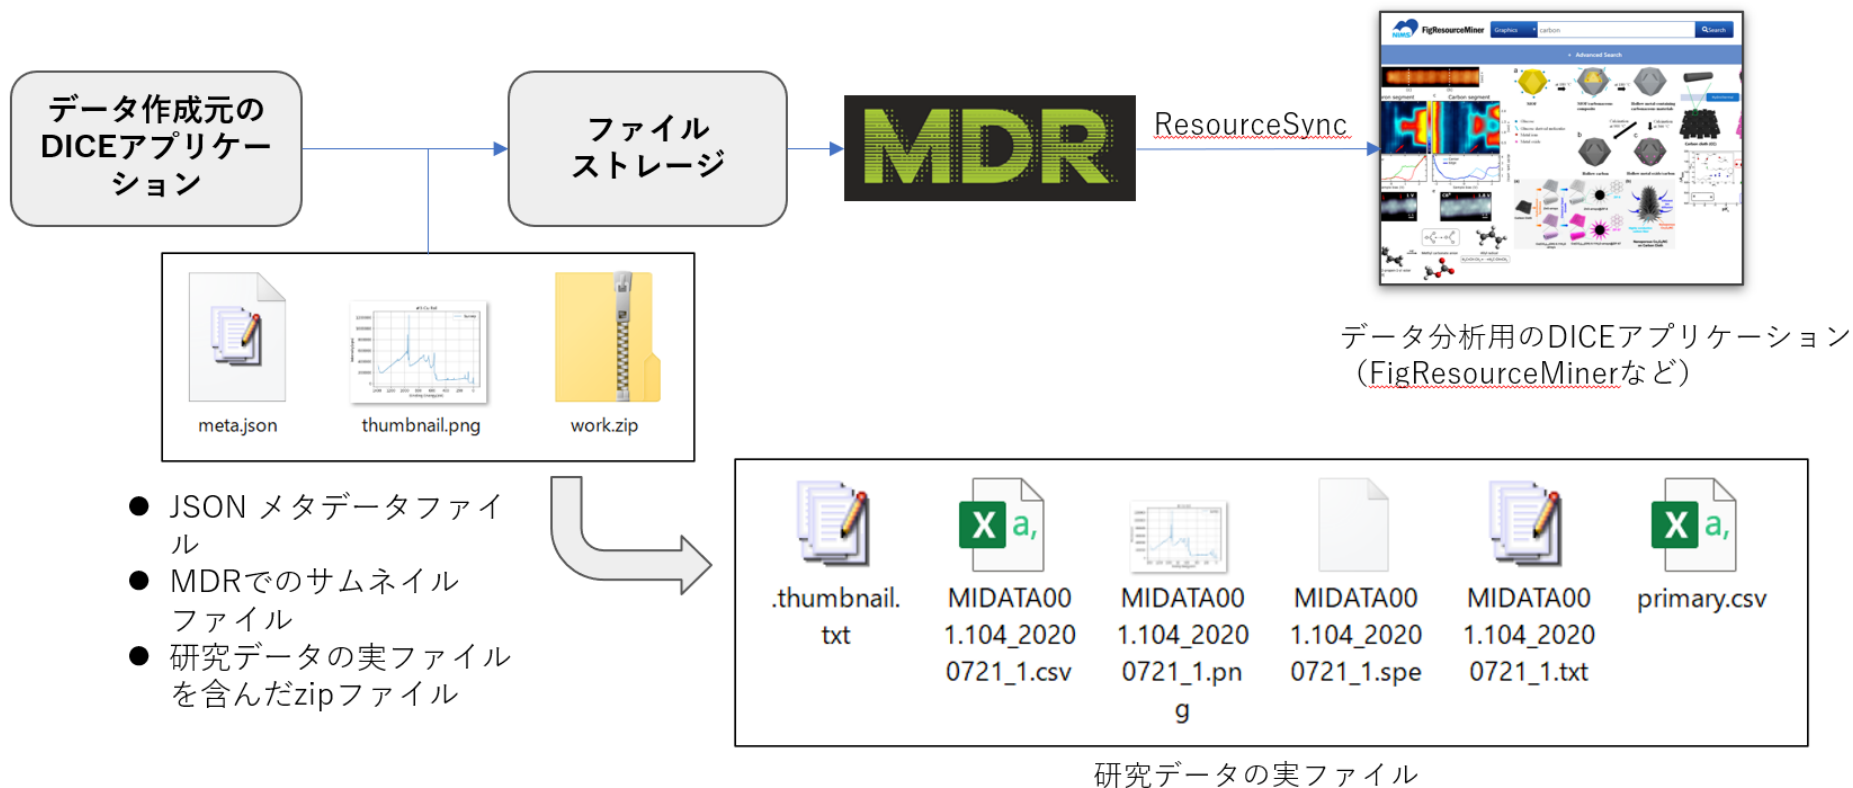 データ作成元の
DICEアプリケー
ション
ファイル
ストレージ
MDR
ResourceSync
NIMS
FigResourceMiner
Graphics
carbon
Search
Advanced Search
Carbon segment
データ分析用のDICEアプリケーション
（FigResourceMinerなど）
meta.json
thumbnail.png
work.zip
● JSON メタデータファイ
ル
● MDRでのサムネイル
ファイル
● 研究データの実ファイル
を含んだzipファイル
.thumbnail.
txt
MIDATA00
1.104_2020
0721_1.csv
MIDATA00
1.104_2020
0721_1.pn
g
MIDATA00
1.104_2020
0721_1.spe
MIDATA00
1.104_2020
0721_1.txt
primary.csv
研究データの実ファイル